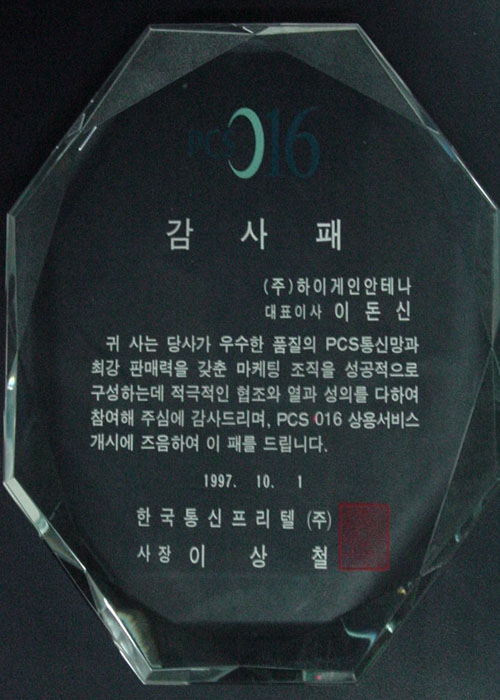 PCS 016
감 사 패
(주)하이게인안테나
대표이사 이 돈 신
귀 사는 당사가 우수한 품질의 PCS통신망과
최강 판매력을 갖춘 마케팅 조직을 성공적으로
구성하는데 적극적인 협조와 열과 성의를 다하여
참여해 주심에 감사드리며, PCS 016 상용서비스
개시에 즈음하여 이 패를 드립니다.
1997. 10. 1
한국통신프리텔 (주)
사장 이 상 철